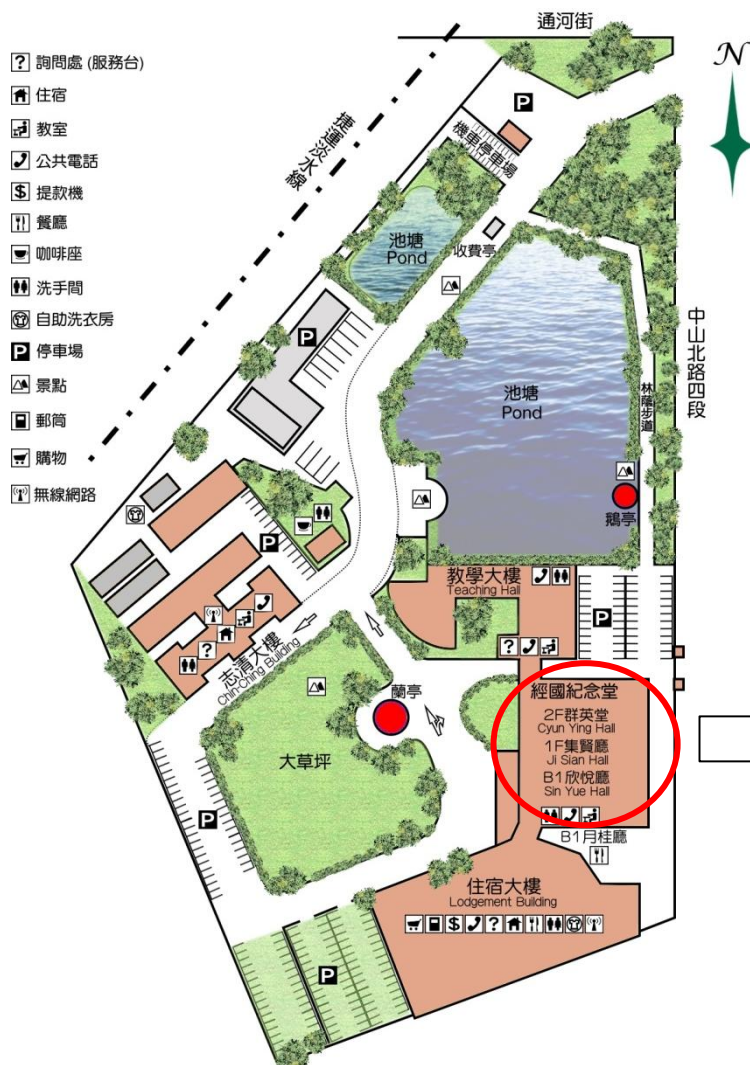 通河街
N
? 詢問處 (服務台)
住宿
教室
公共電話
$ 提款機
餐廳
咖啡座
洗手間
自助洗衣房
P 停車場
景點
郵筒
購物
無線網路
捷運淡水線
P
機車停車場
池塘
Pond
收費亭
P
中山北路四段
池塘
Pond
林蔭步道
鵝亭
P
教學大樓
Teaching Hall
P
?
?
志清大樓
Chin-Ching Building
蘭亭
大草坪
經國紀念堂
2F群英堂
Cyun Ying Hall
1F集賢廳
Ji Sian Hall
B1欣悅廳
Sin Yue Hall
P
B1月桂廳
住宿大樓
Lodgement Building
$ ?
P